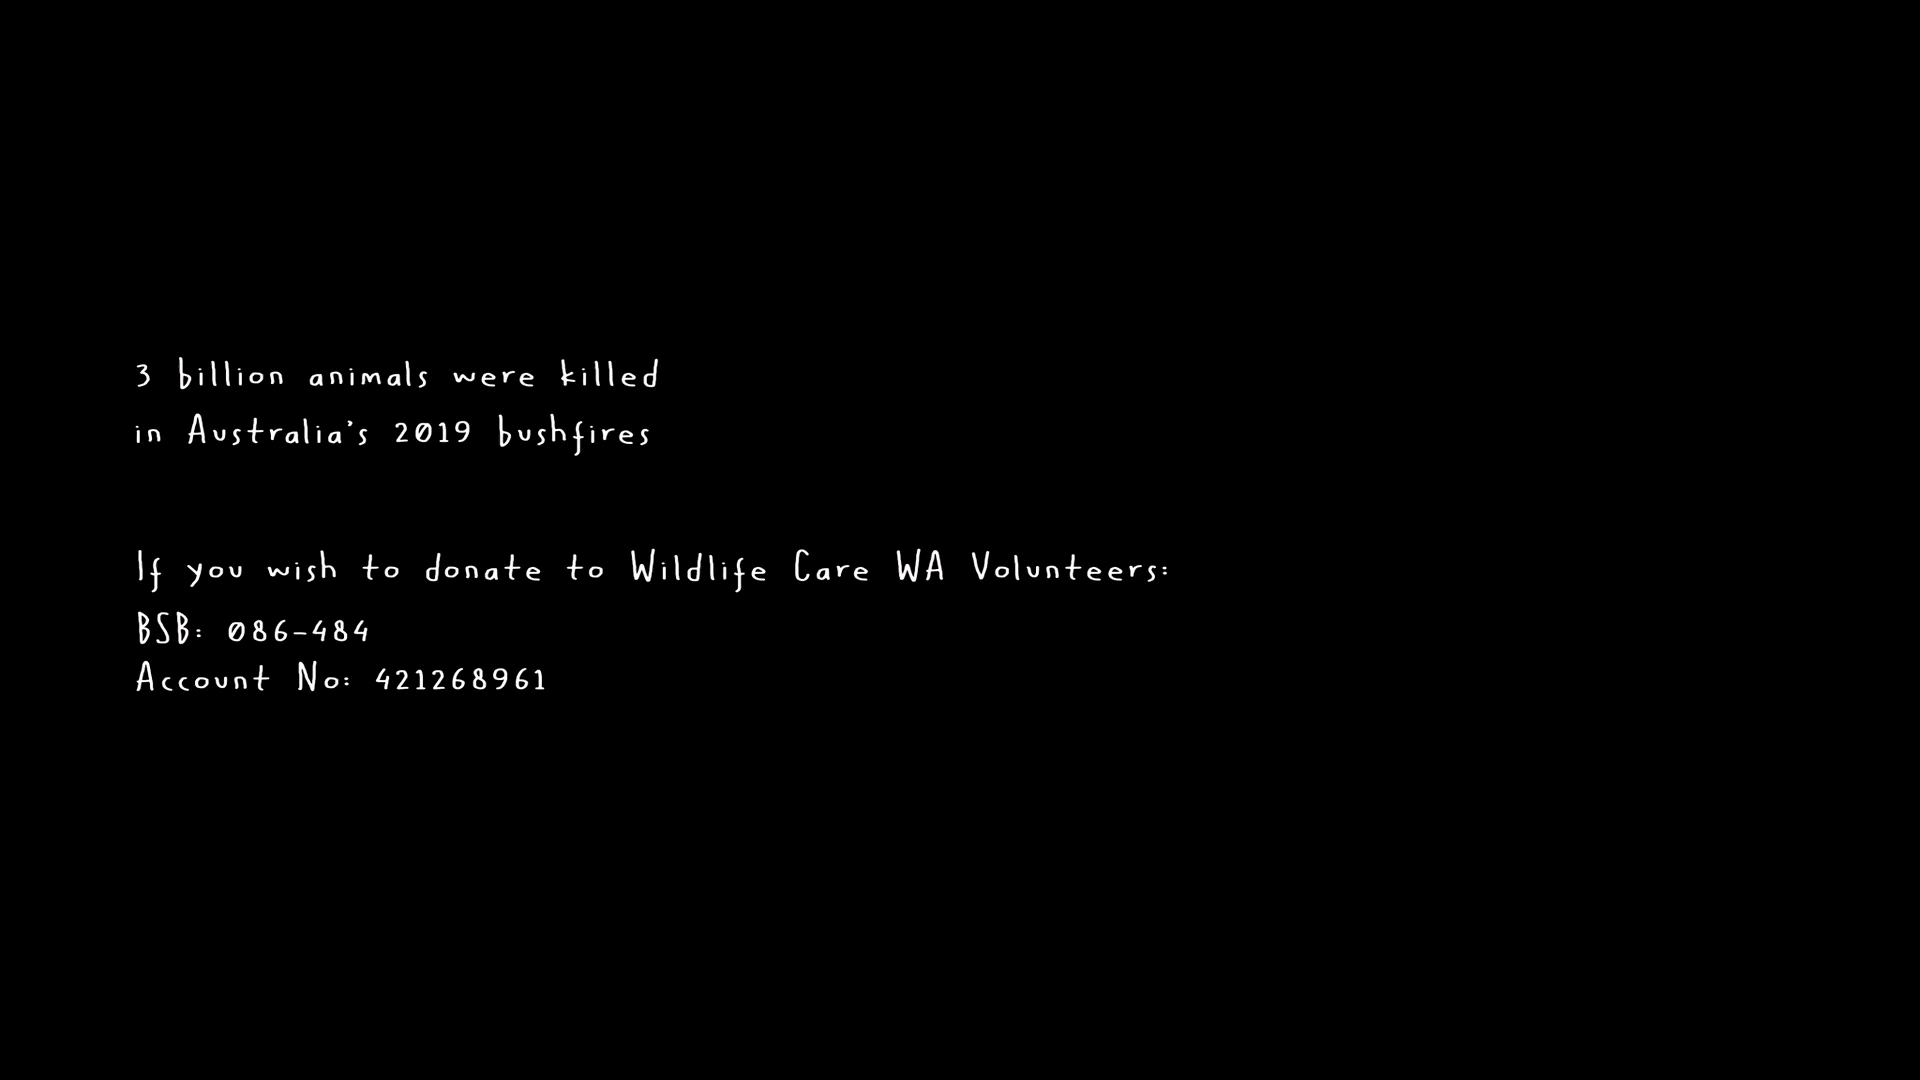 3 billion animals were killed
in Australia's 2019 bushfires
If you wish to donate to Wildlife Care WA Volunteers:
BSB: 086-484
Account No: 421268961